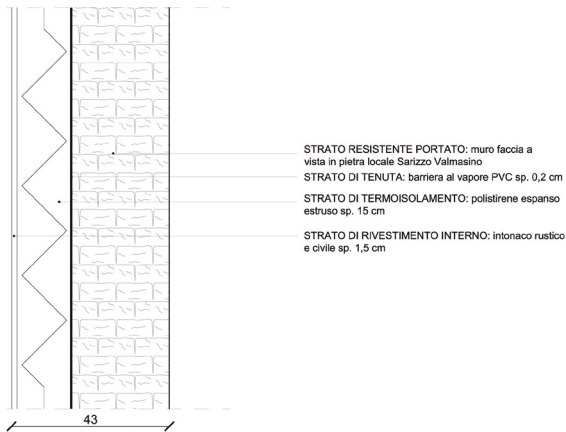 STRATO RESISTENTE PORTATO: muro faccia a
vista in pietra locale Sarizzo Valmasino
STRATO DI TENUTA: barriera al vapore PVC sp. 0,2 cm
STRATO DI TERMOISOLAMENTO: polistirene espanso
estruso sp. 15 cm
STRATO DI RIVESTIMENTO INTERNO: intonaco rustico
e civile sp. 1,5 cm
43